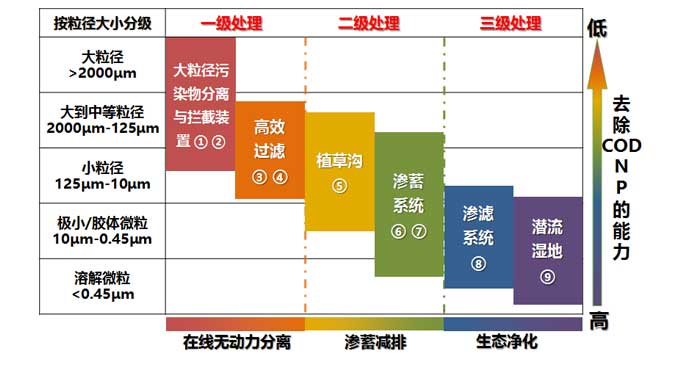 按粒径大小分级
一级处理
二级处理
三级处理
低
大粒径
>2000μm
大到中等粒径
2000μm-125μm
小粒径
125μm-10μm
极小/胶体微粒
10μm-0.45μm
溶解微粒
<0.45μm
大粒径污
染物分离
与拦截装
置①②
高效
过滤
③④
植草沟
⑤
渗蓄
系统
⑥⑦
渗滤
系统
⑧
潜流
湿地
⑨
去除
COD
N
P
的能力
高
在线无动力分离
渗蓄减排
生态净化